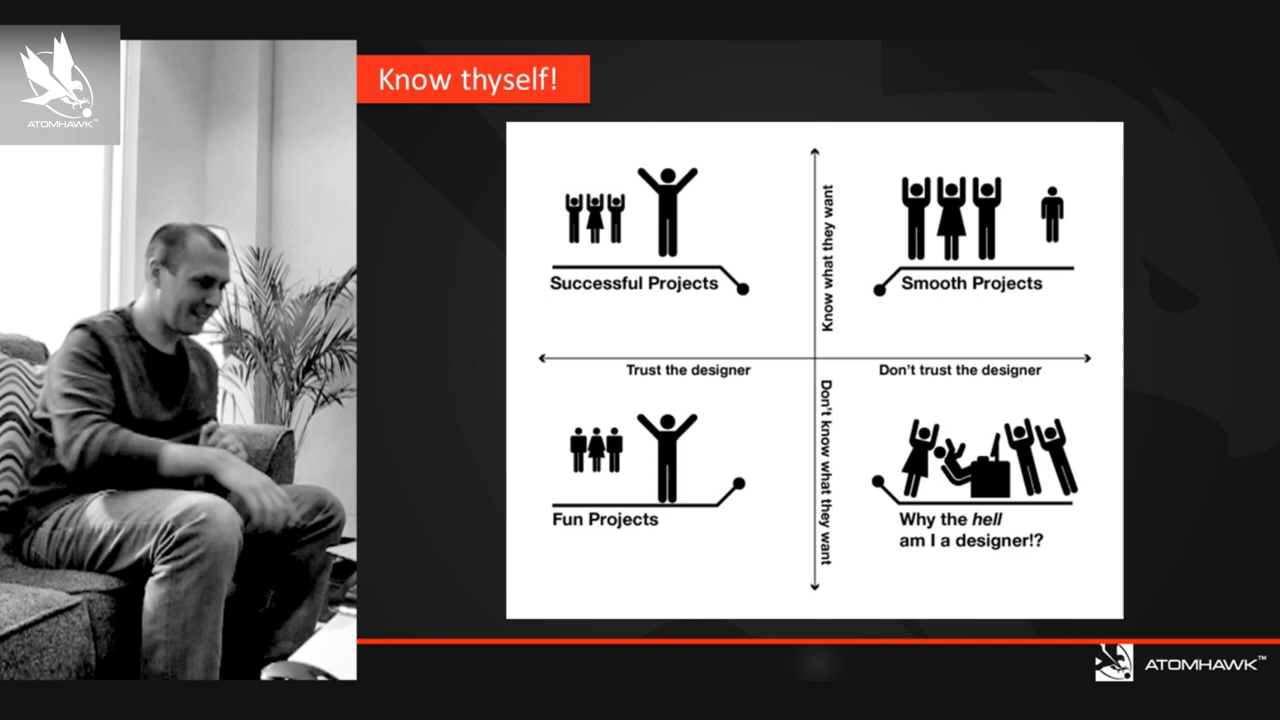 ATOMHAWK™
Know thyself!
Know what they want
Successful Projects
Smooth Projects
Trust the designer
Don't trust the designer
Don't know what they want
Fun Projects
Why the hell
am I a designer!?
ATOMHAWK™